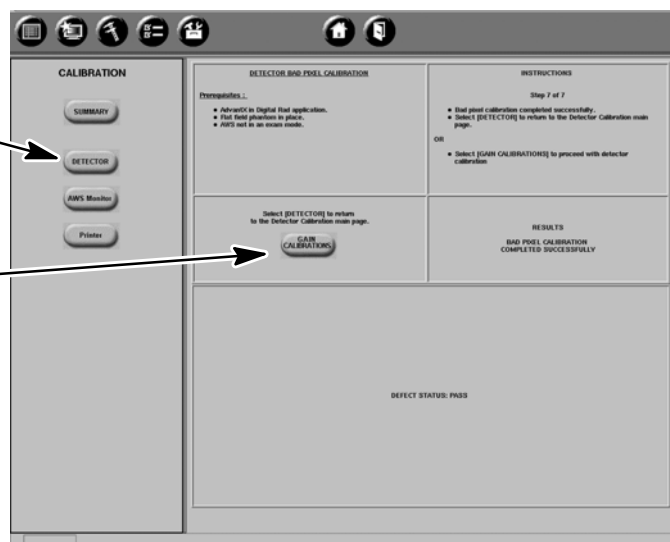 CALIBRATION
SUMMARY
DETECTOR
AWS Monitor
Printer
DETECTOR BAD PIXEL CALIBRATION
Prerequisites :
• AdvantX in Digital Rad application.
• Flat field phantom in place.
• AWS not in an exam mode.
INSTRUCTIONS
Step 7 of 7
• Bad pixel calibration completed successfully.
• Select [DETECTOR] to return to the Detector Calibration main
page.
OR
• Select [GAIN CALIBRATIONS] to proceed with detector
calibration
Select [DETECTOR] to return
to the Detector Calibration main page.
GAIN
CALIBRATIONS
RESULTS
BAD PIXEL CALIBRATION
COMPLETED SUCCESSFULLY
DEFECT STATUS: PASS